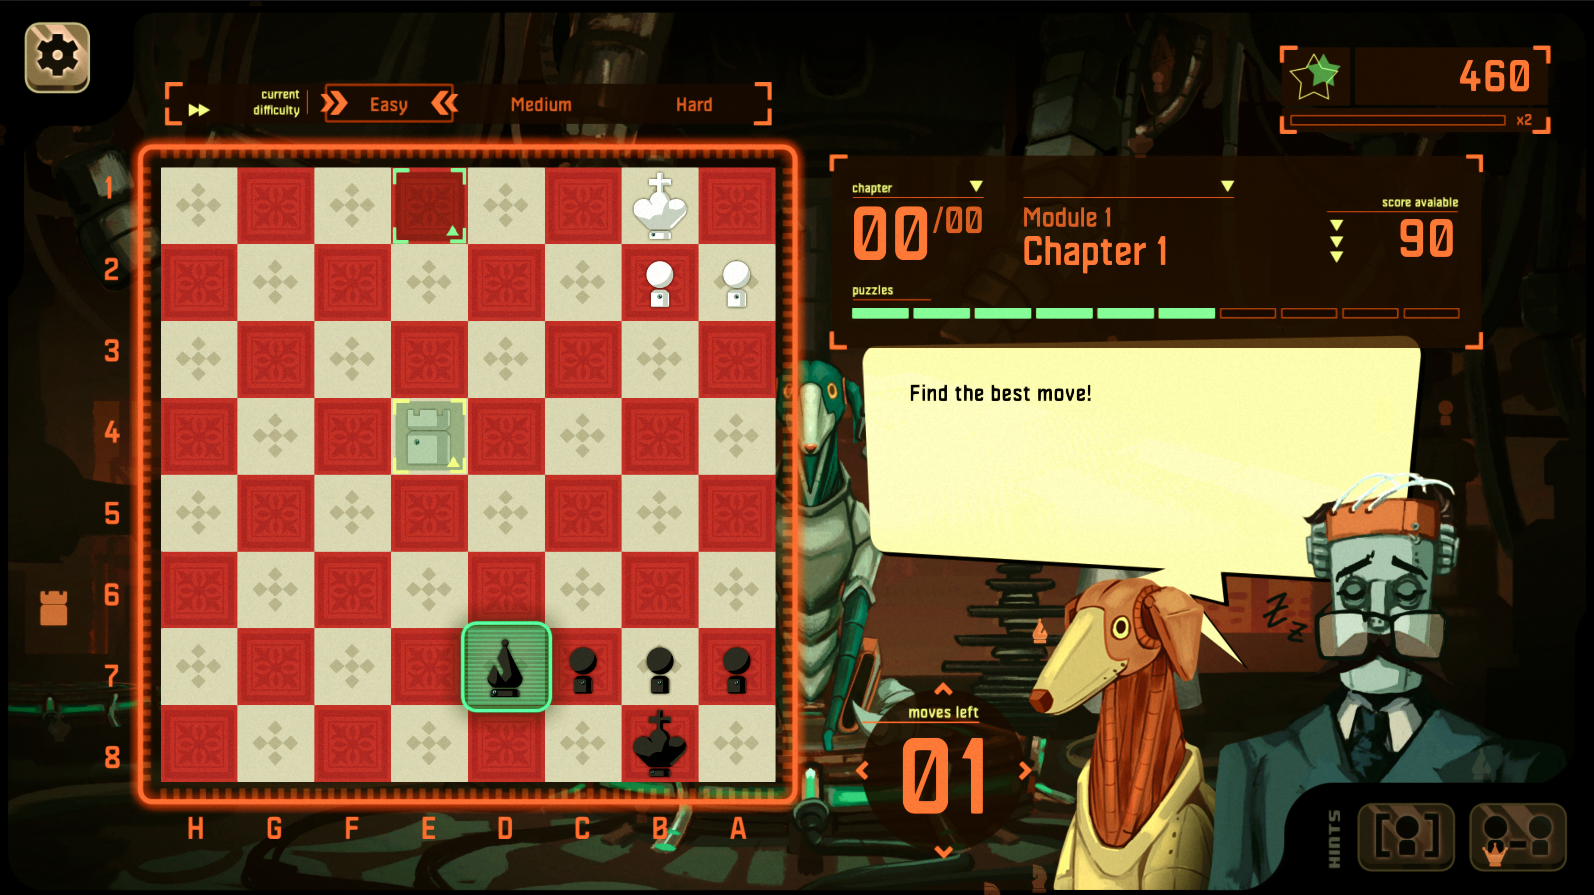 current
difficulty
Easy
Medium
Hard
460
x2
chapter
00/00
Module 1
Chapter 1
score avaiable
90
puzzles
Find the best move!
1
2
3
4
5
6
7
8
H G F E D C B A
Zz
moves left
01
HINTS